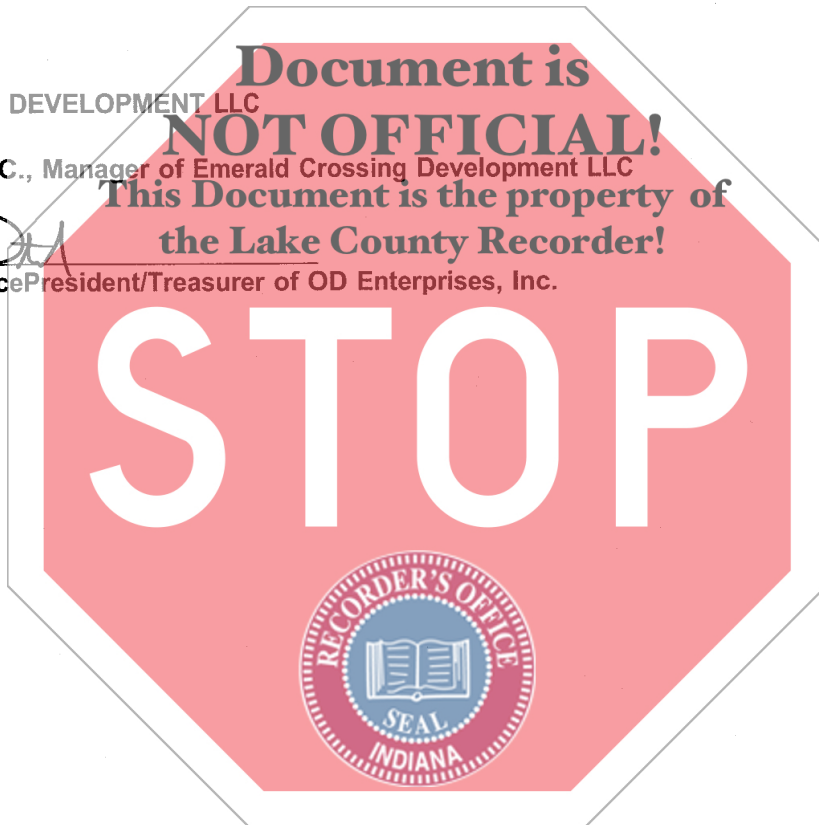 Document is
DEVELOPMENT LLC
NOT OFFICIAL!
C., Manager of Emerald Crossing Development LLC
This Document is the property of
the Lake County Recorder!
cePresident/Treasurer of OD Enterprises, Inc.
STOP
RECORDER'S OFFICE
SEAL
INDIANA